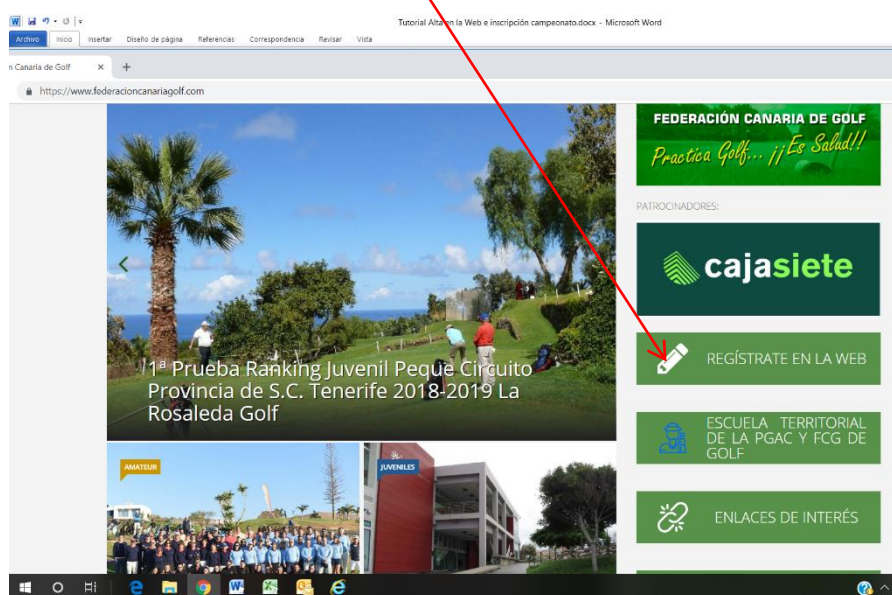 Tutorial Alta en la Web e inscripción campeonato.docx - Microsoft Word
Archivo Inicio Insertar Diseño de página Referencias Correspondencia Revisar Vista
n Canaria de Golf
https://www.federacioncanariagolf.com
FEDERACIÓN CANARIA DE GOLF
Practica Golf... ¡¡Es Salud!!
PATROCINADORES:
cajasiete
REGÍSTRATE EN LA WEB
1ª Prueba Ranking Juvenil Peque Circuito
Provincia de S.C. Tenerife 2018-2019 La
Rosaleda Golf
ESCUELA TERRITORIAL
DE LA PGAC Y FCG DE
GOLF
AMATEUR
JUVENILES
ENLACES DE INTERÉS